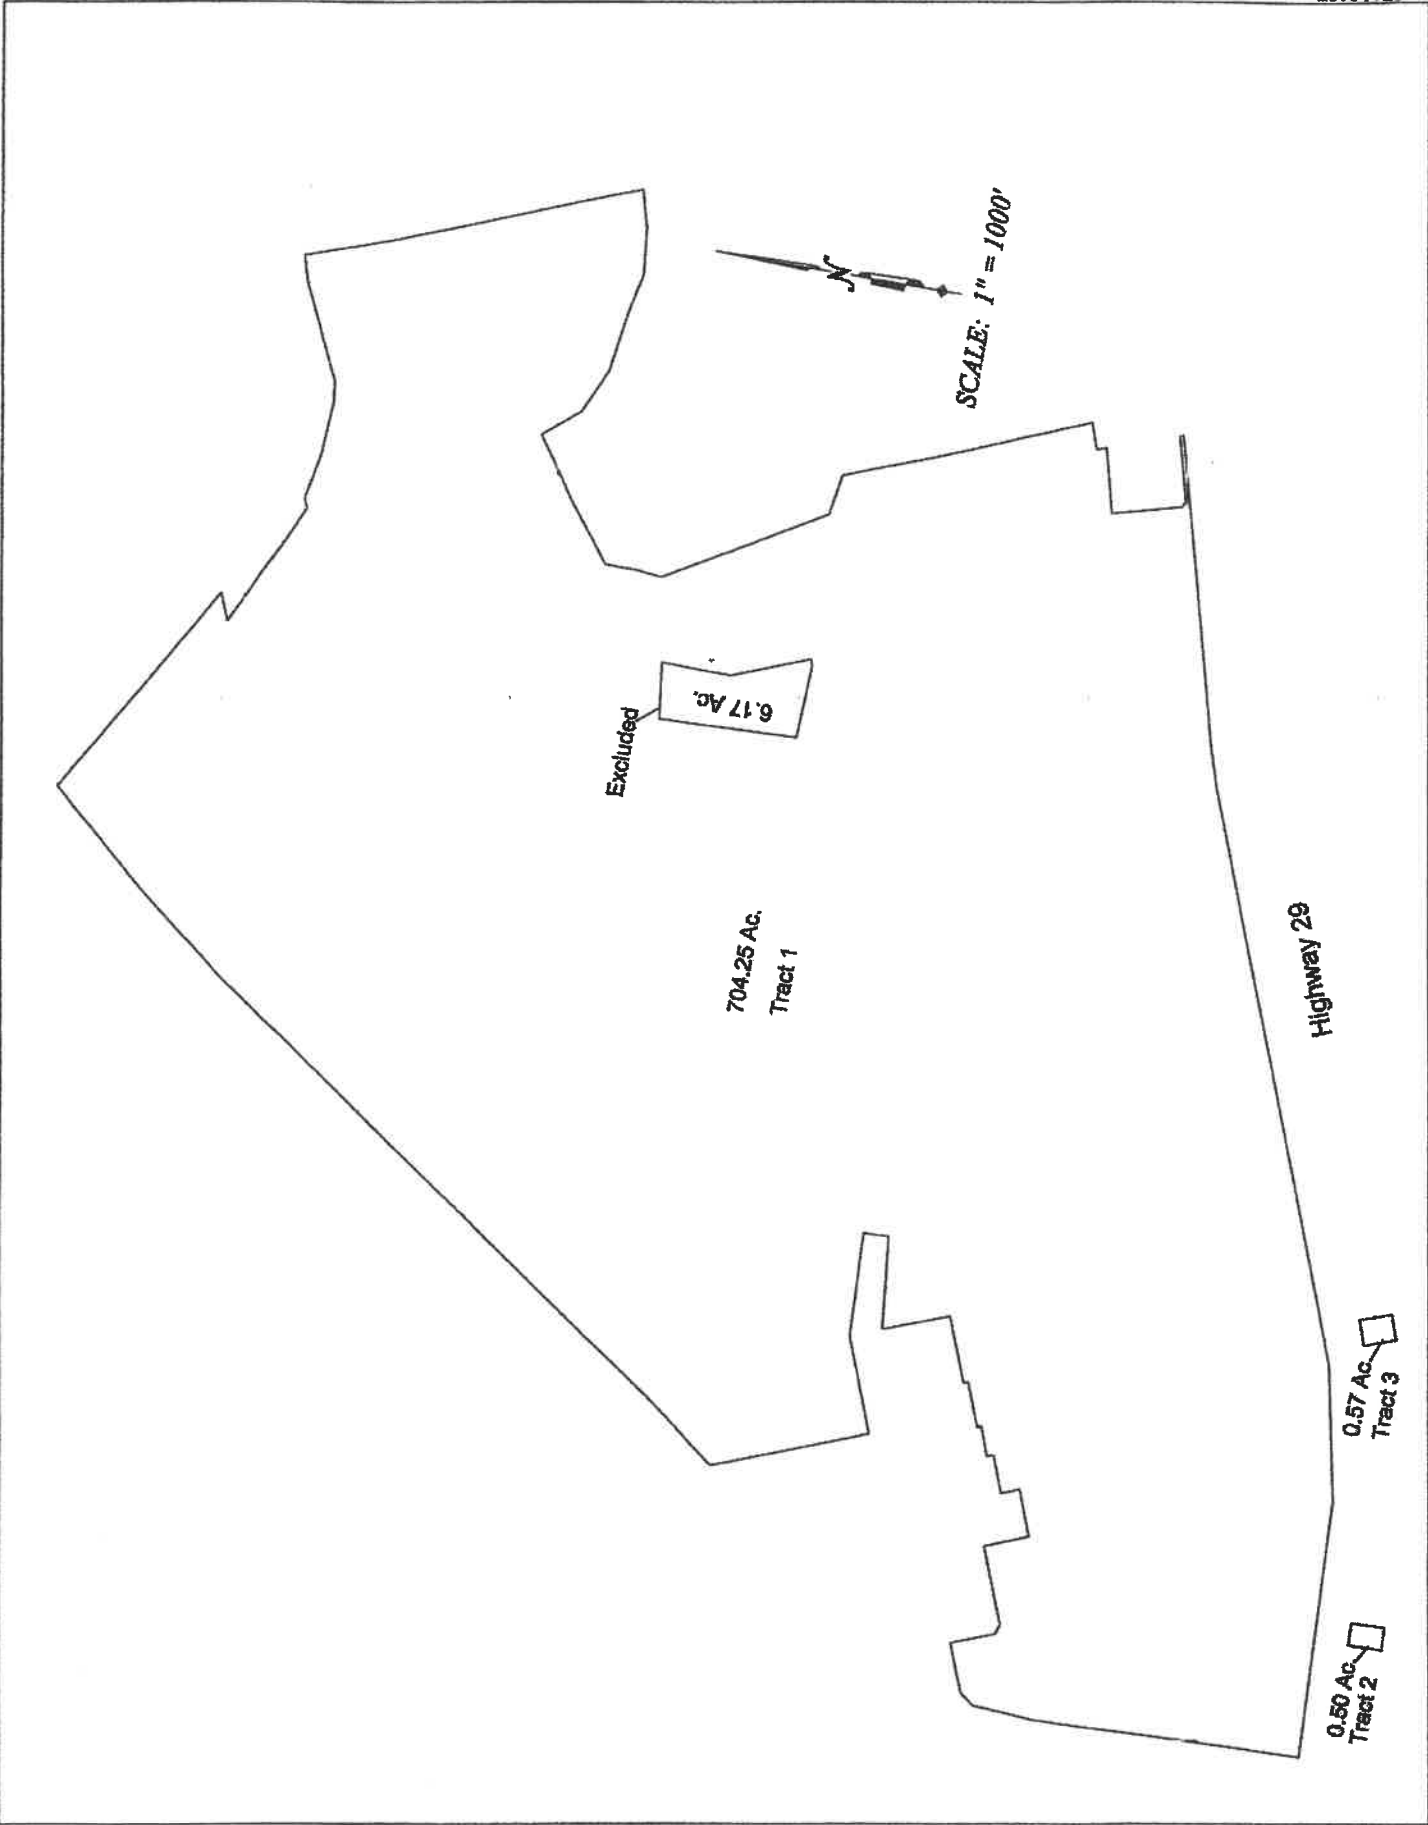 N
SCALE: 1" = 1000'
Excluded
6.17 Ac.
704.25 Ac.
Tract 1
Highway 29
0.57 Ac.
Tract 3
0.50 Ac.
Tract 2